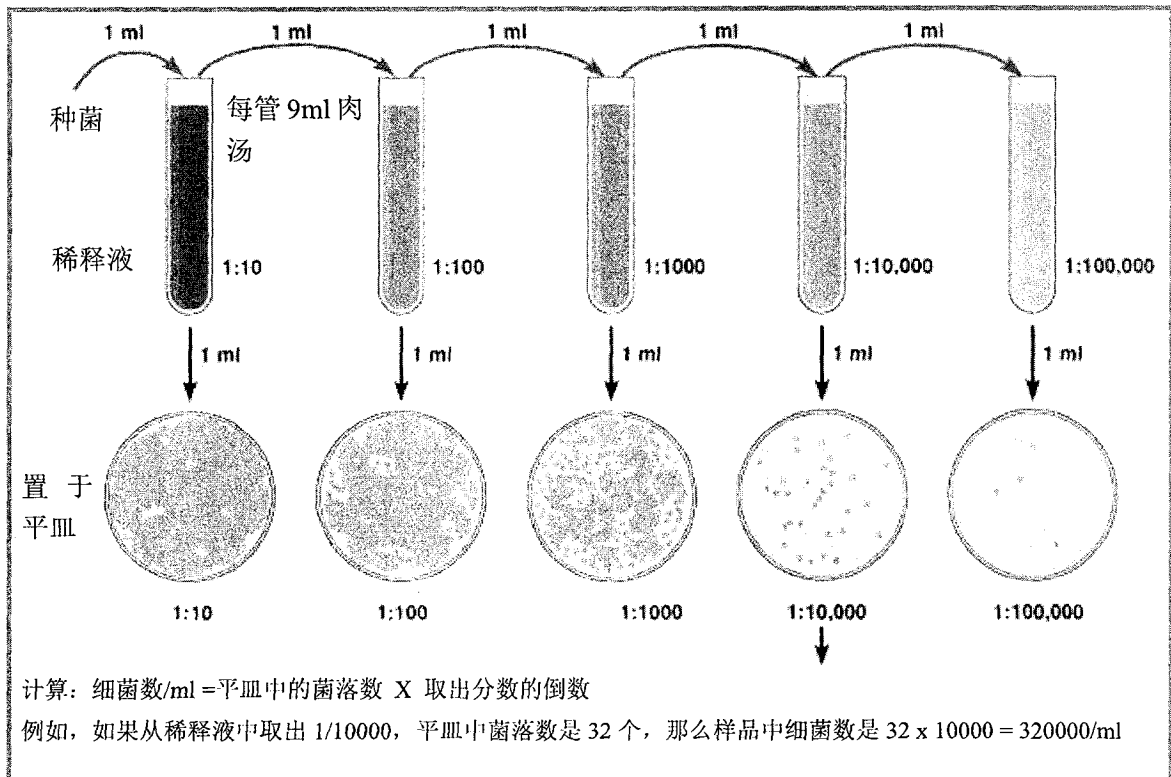 1 ml 1 ml 1 ml 1 ml 1 ml
种菌
每管 9ml 肉
汤
稀释液
1:10 1:100 1:1000 1:10,000 1:100,000
1 ml 1 ml 1 ml 1 ml 1 ml
置 于
平皿
1:10 1:100 1:1000 1:10,000 1:100,000
计算：细菌数/ml =平皿中的菌落数 X 取出分数的倒数
例如，如果从稀释液中取出 1/10000，平皿中菌落数是 32 个，那么样品中细菌数是 32 x 10000 = 320000/ml